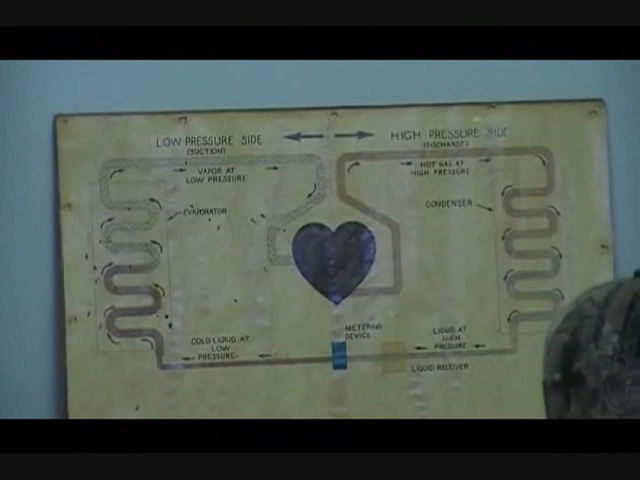 LOW PRESSURE SIDE
(SUCTION)
HIGH PRESSURE SIDE
(DISCHARGE)
VAPOR AT
LOW PRESSURE
HOT GAS AT
HIGH PRESSURE
EVAPORATOR
CONDENSER
METERING
DEVICE
COLD LIQUID AT
LOW
PRESSURE
LIQUID AT
HIGH
PRESSURE
LIQUID RECEIVER